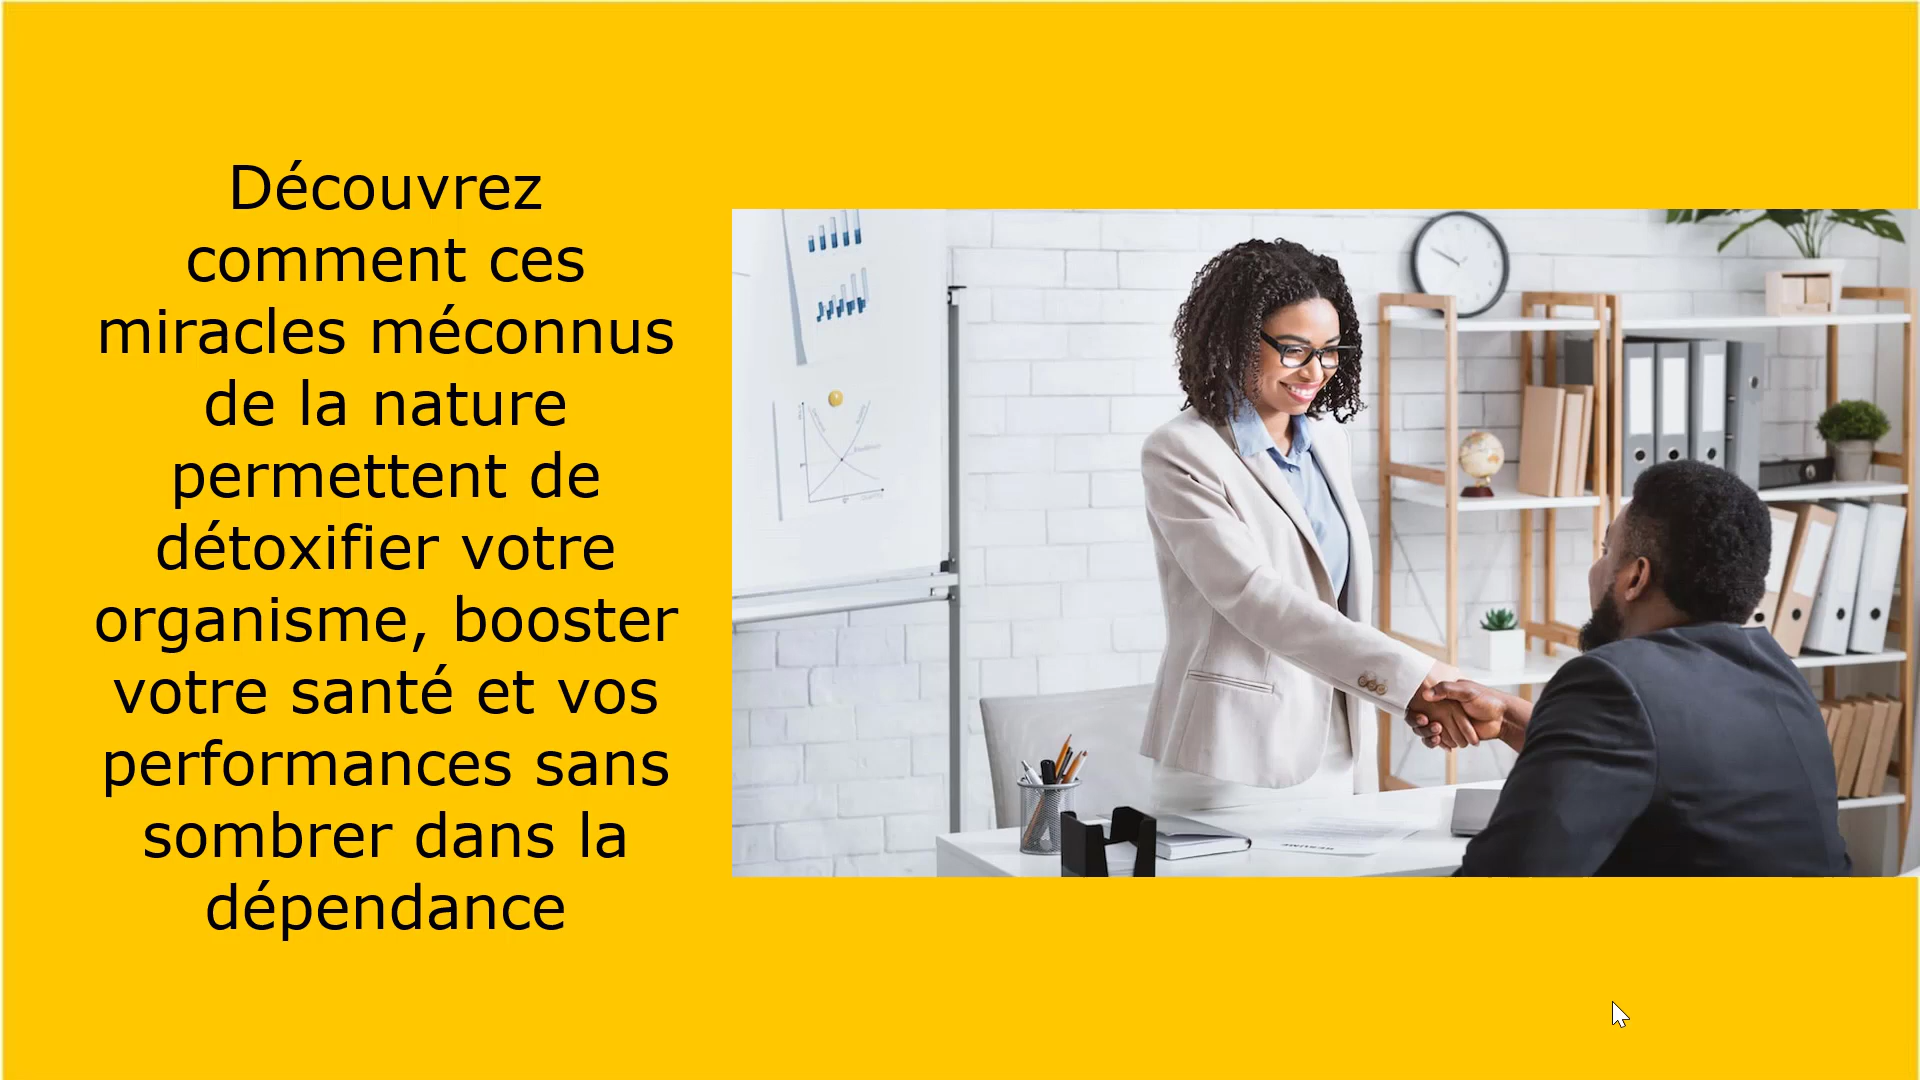 Découvrez
comment ces
miracles méconnus
de la nature
permettent de
détoxifier votre
organisme, booster
votre santé et vos
performances sans
sombrer dans la
dépendance